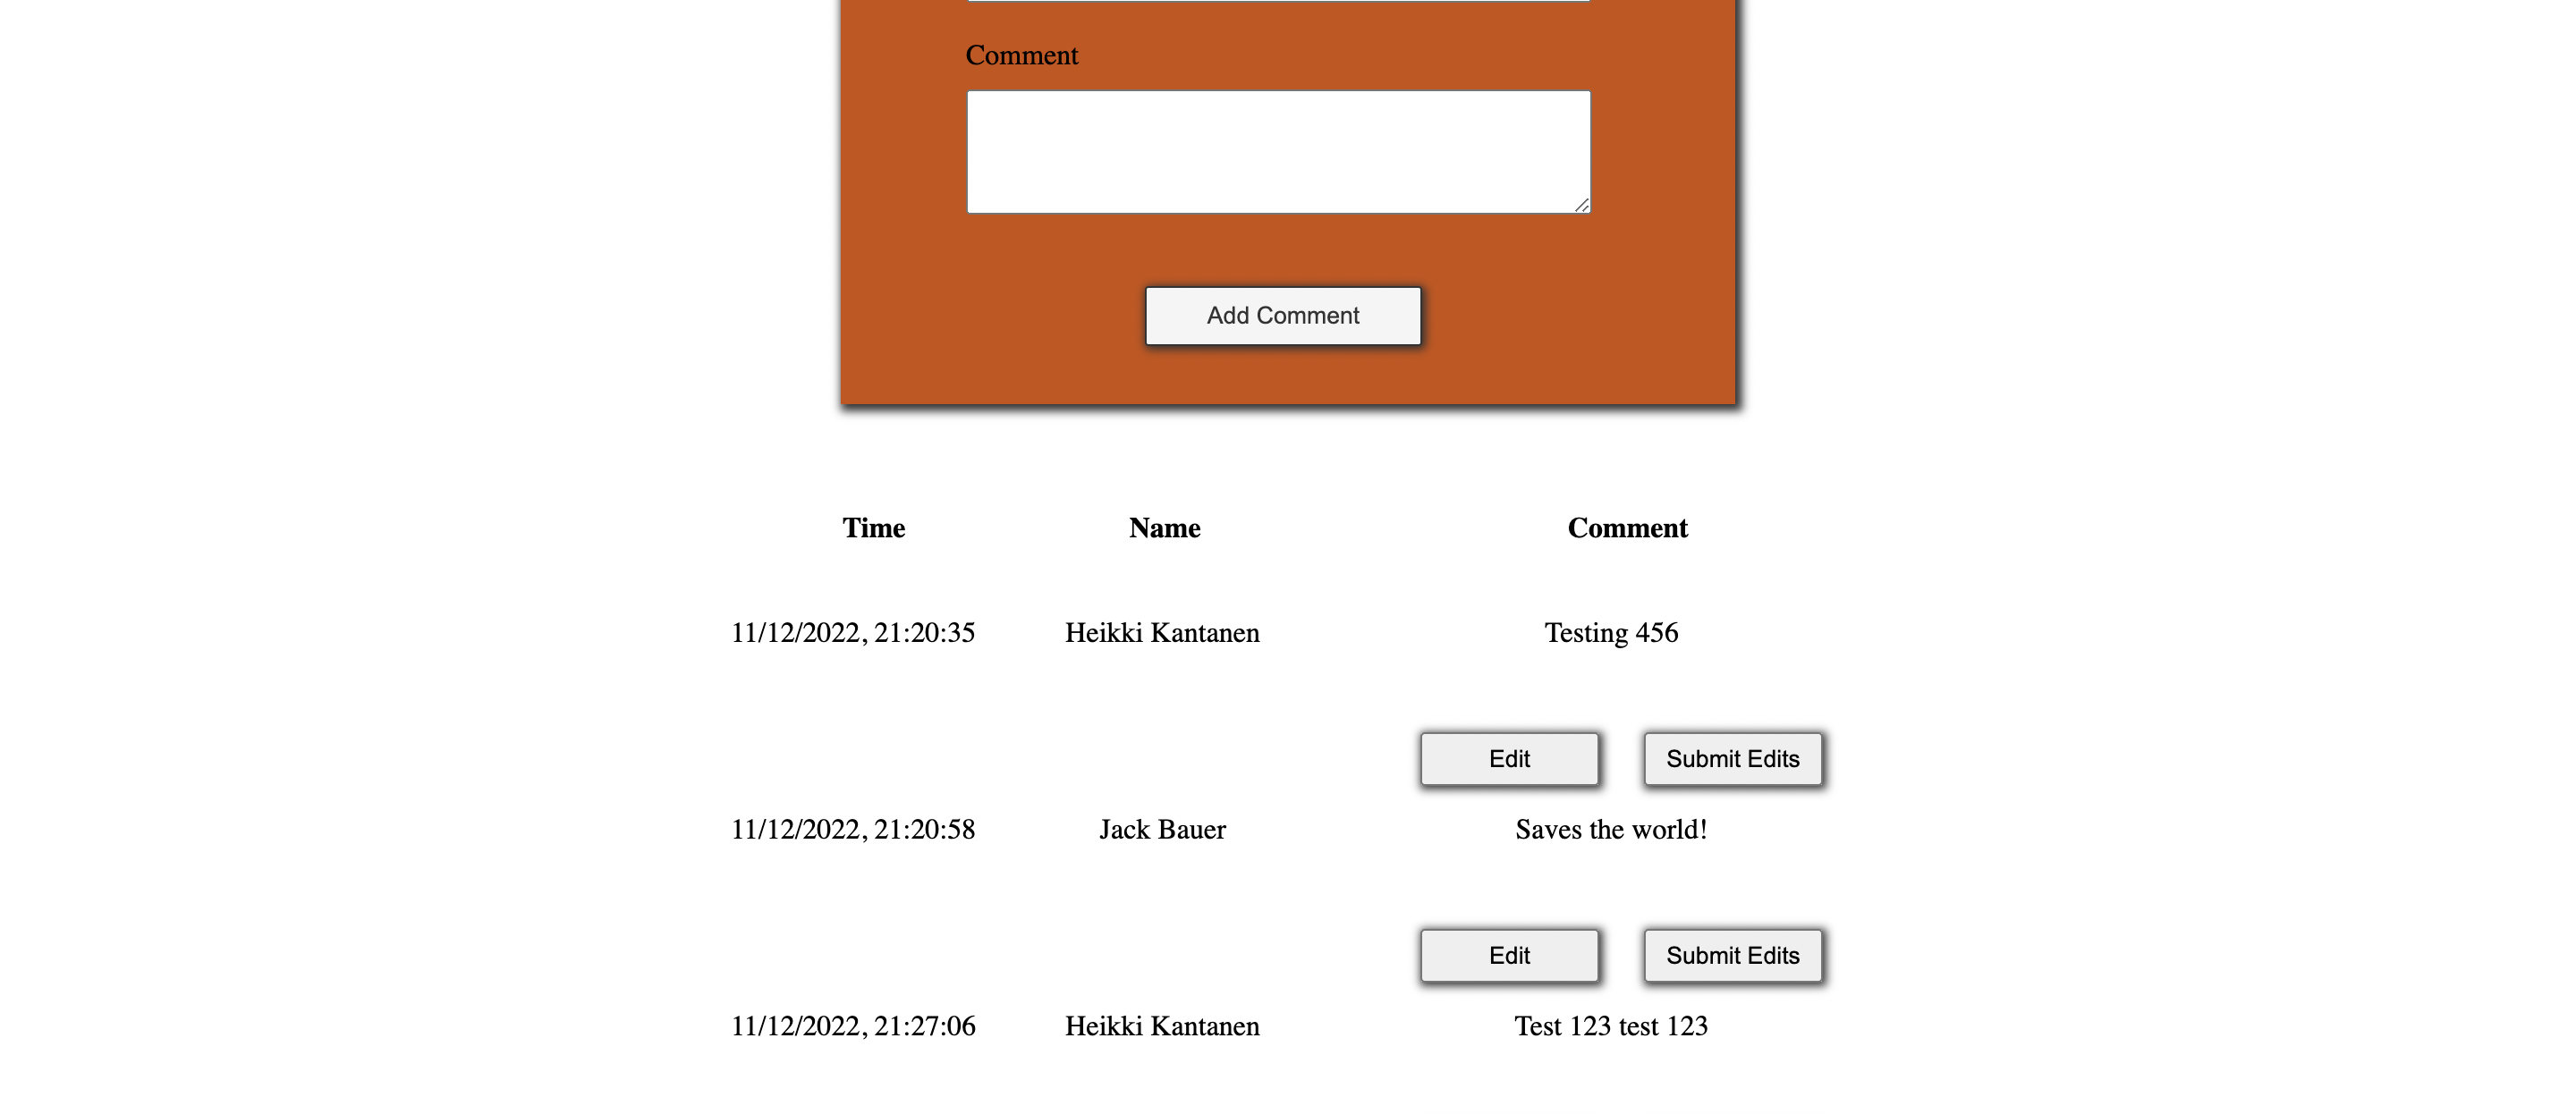 Comment
Add Comment
Time Name Comment
11/12/2022, 21:20:35 Heikki Kantanen Testing 456
Edit Submit Edits
11/12/2022, 21:20:58 Jack Bauer Saves the world!
Edit Submit Edits
11/12/2022, 21:27:06 Heikki Kantanen Test 123 test 123